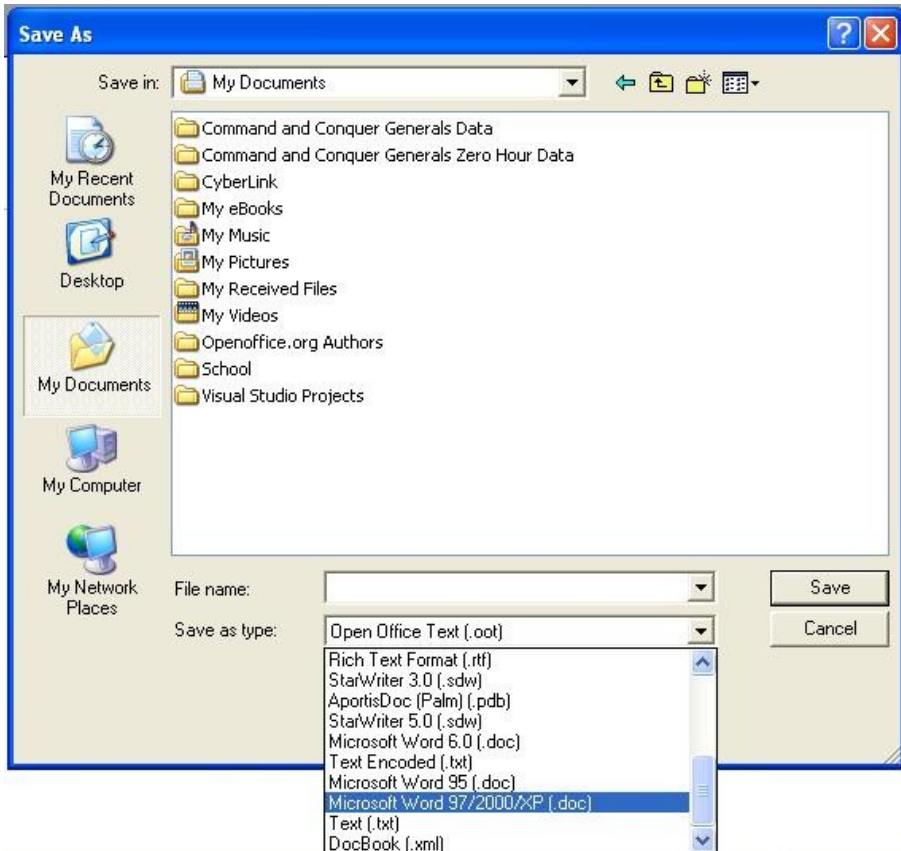 Save As
Save in:
My Documents
My Recent
Documents
Desktop
My Documents
My Computer
My Network
Places
Command and Conquer Generals Data
Command and Conquer Generals Zero Hour Data
CyberLink
My eBooks
My Music
My Pictures
My Received Files
My Videos
Openoffice.org Authors
School
Visual Studio Projects
File name:
Save
Save as type:
Open Office Text (.oot)
Cancel
Rich Text Format (.rtf)
StarWriter 3.0 (.sdw)
AportisDoc (Palm) (.pdb)
StarWriter 5.0 (.sdw)
Microsoft Word 6.0 (.doc)
Text Encoded (.txt)
Microsoft Word 95 (.doc)
Microsoft Word 97/2000/XP (.doc)
Text (.txt)
DocBook (.xml)